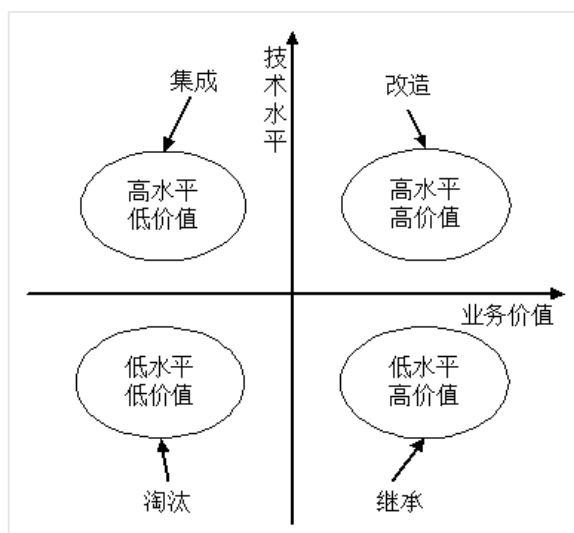 技术水平
集成
改造
高水平
低价值
高水平
高价值
业务价值
低水平
低价值
低水平
高价值
淘汰
继承